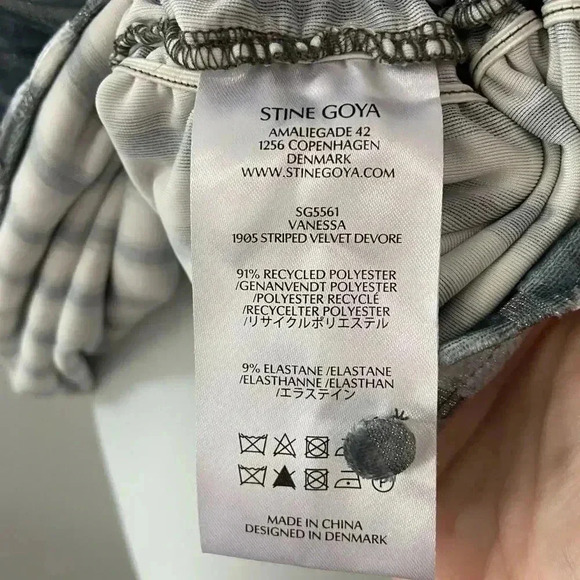 STINE GOYA
AMALIEGADE 42
1256 COPENHAGEN
DENMARK
WWW.STINEGOYA.COM
SG5561
VANESSA
1905 STRIPED VELVET DEVORE
91% RECYCLED POLYESTER
/GENANVENDT POLYESTER
/POLYESTER RECYCLÉ
/RECYCELTER POLYESTER
/リサイクルポリエステル
9% ELASTANE /ELASTANE
/ELASTHANNE /ELASTHAN
/エラステイン
MADE IN CHINA
DESIGNED IN DENMARK